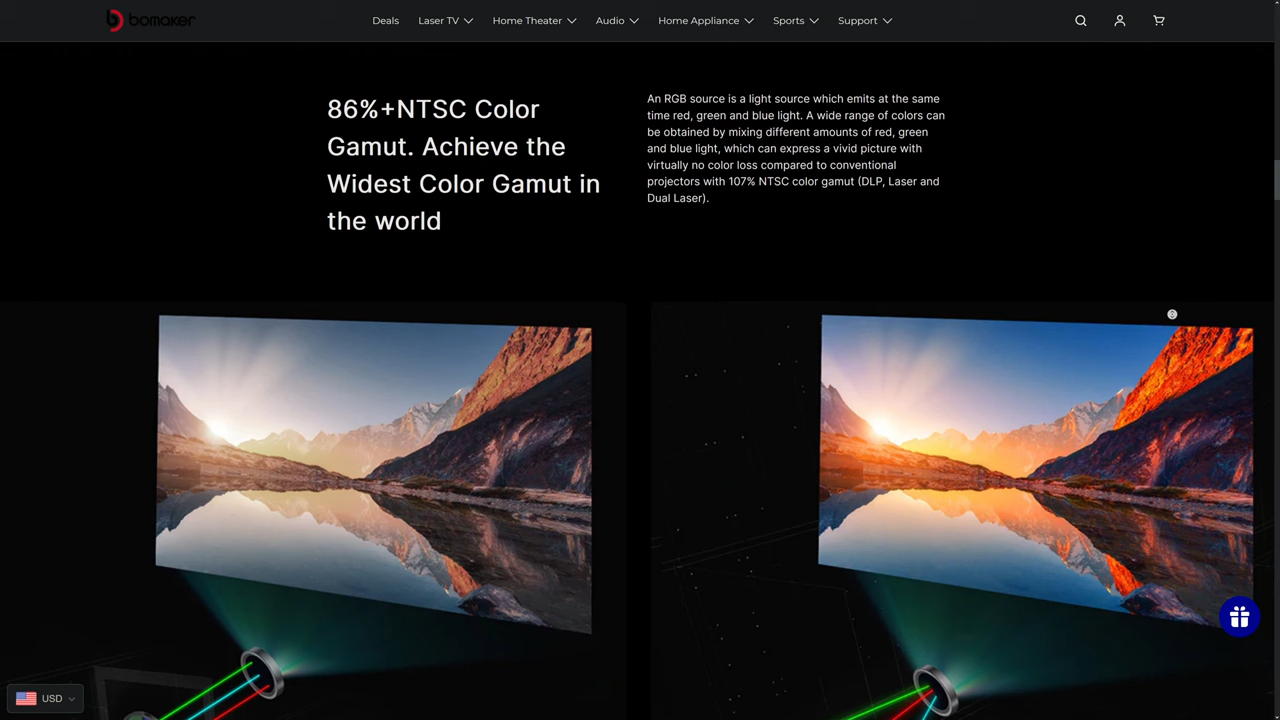 bomaker
Deals
Laser TV
Home Theater
Audio
Home Appliance
Sports
Support
86%+NTSC Color
Gamut. Achieve the
Widest Color Gamut in
the world
An RGB source is a light source which emits at the same
time red, green and blue light. A wide range of colors can
be obtained by mixing different amounts of red, green
and blue light, which can express a vivid picture with
virtually no color loss compared to conventional
projectors with 107% NTSC color gamut (DLP, Laser and
Dual Laser).
USD